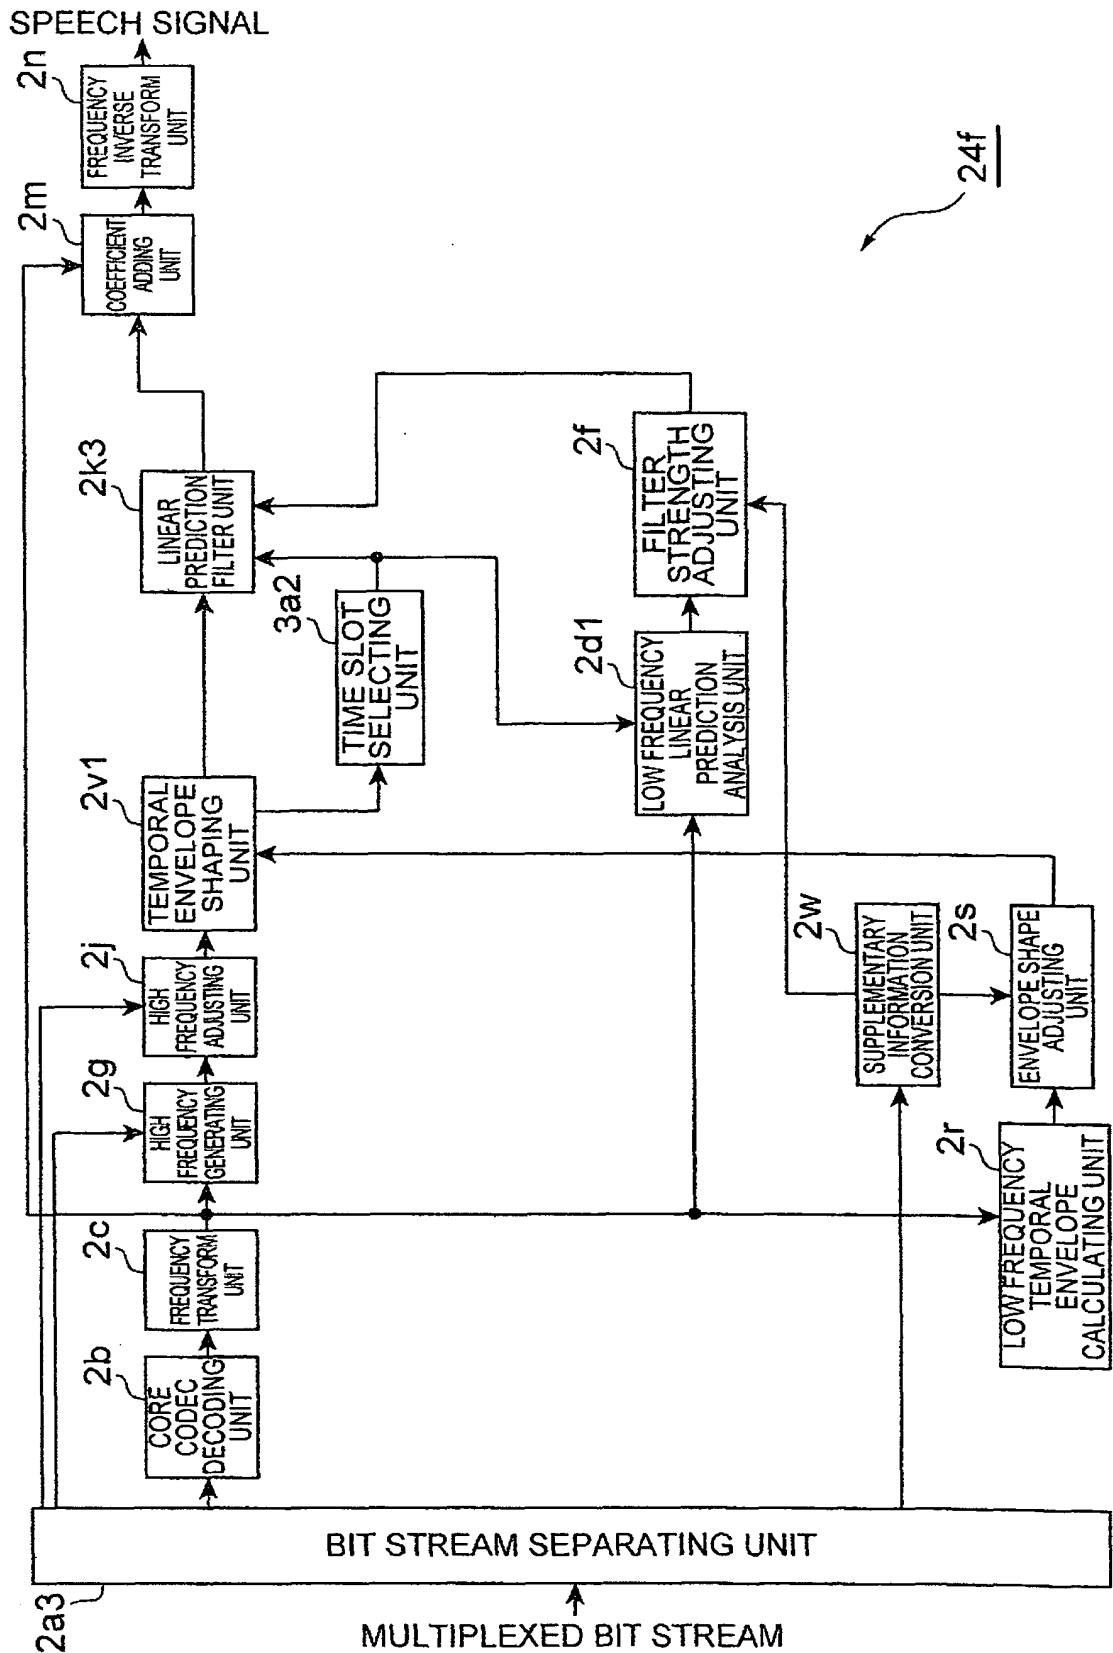 SPEECH SIGNAL
2n
FREQUENCY
INVERSE
TRANSFORM
UNIT
2m
COEFFICIENT
ADDING
UNIT
24f
2k3
LINEAR
PREDICTION
FILTER UNIT
3a2
TIME SLOT
SELECTING
UNIT
2f
FILTER
STRENGTH
ADJUSTING
UNIT
2d1
LOW FREQUENCY
LINEAR
PREDICTION
ANALYSIS UNIT
2v1
TEMPORAL
ENVELOPE
SHAPING
UNIT
2j
HIGH
FREQUENCY
ADJUSTING
UNIT
2g
HIGH
FREQUENCY
GENERATING
UNIT
2w
SUPPLEMENTARY
INFORMATION
CONVERSION UNIT
2s
ENVELOPE SHAPE
ADJUSTING
UNIT
2r
LOW FREQUENCY
TEMPORAL
ENVELOPE
CALCULATING UNIT
2c
FREQUENCY
TRANSFORM
UNIT
2b
CORE
CODEC
DECODING
UNIT
BIT STREAM SEPARATING UNIT
2a3
MULTIPLEXED BIT STREAM